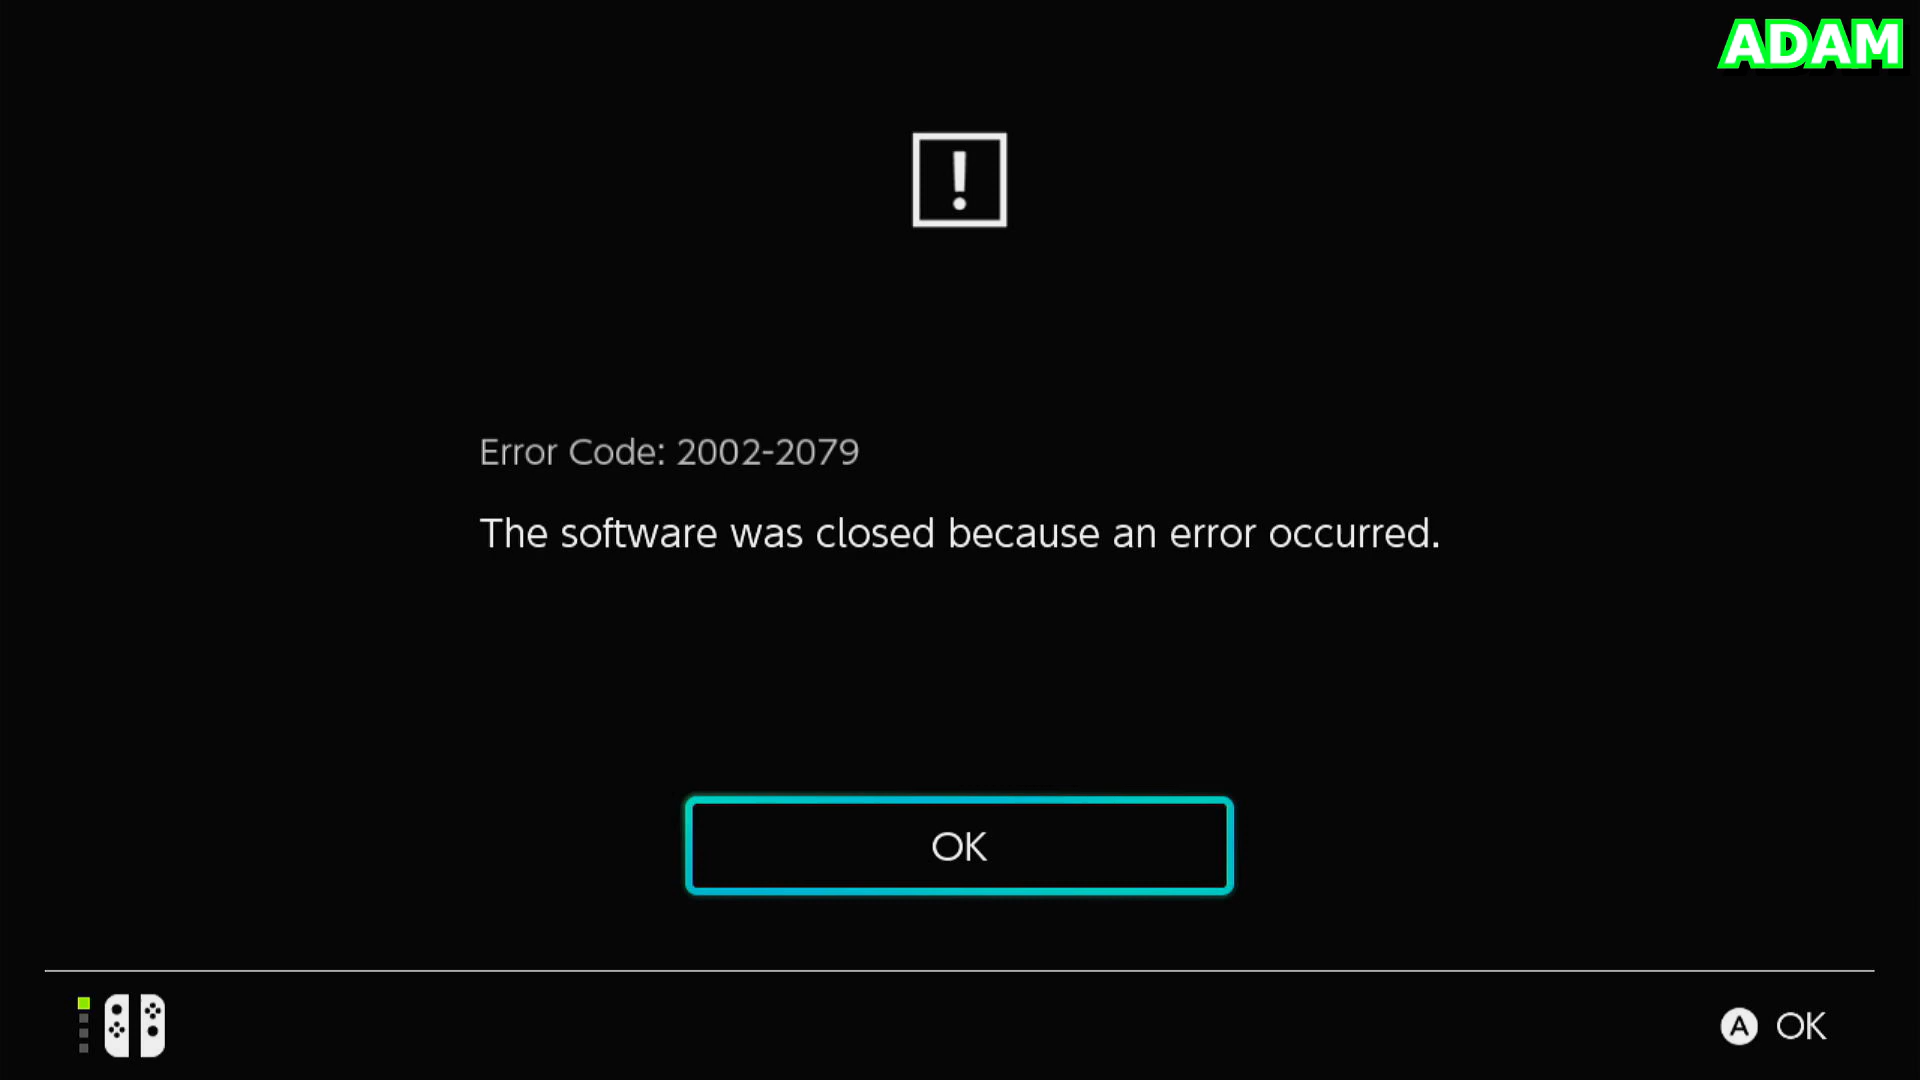 ADAM
!
Error Code: 2002-2079
The software was closed because an error occurred.
OK
A OK